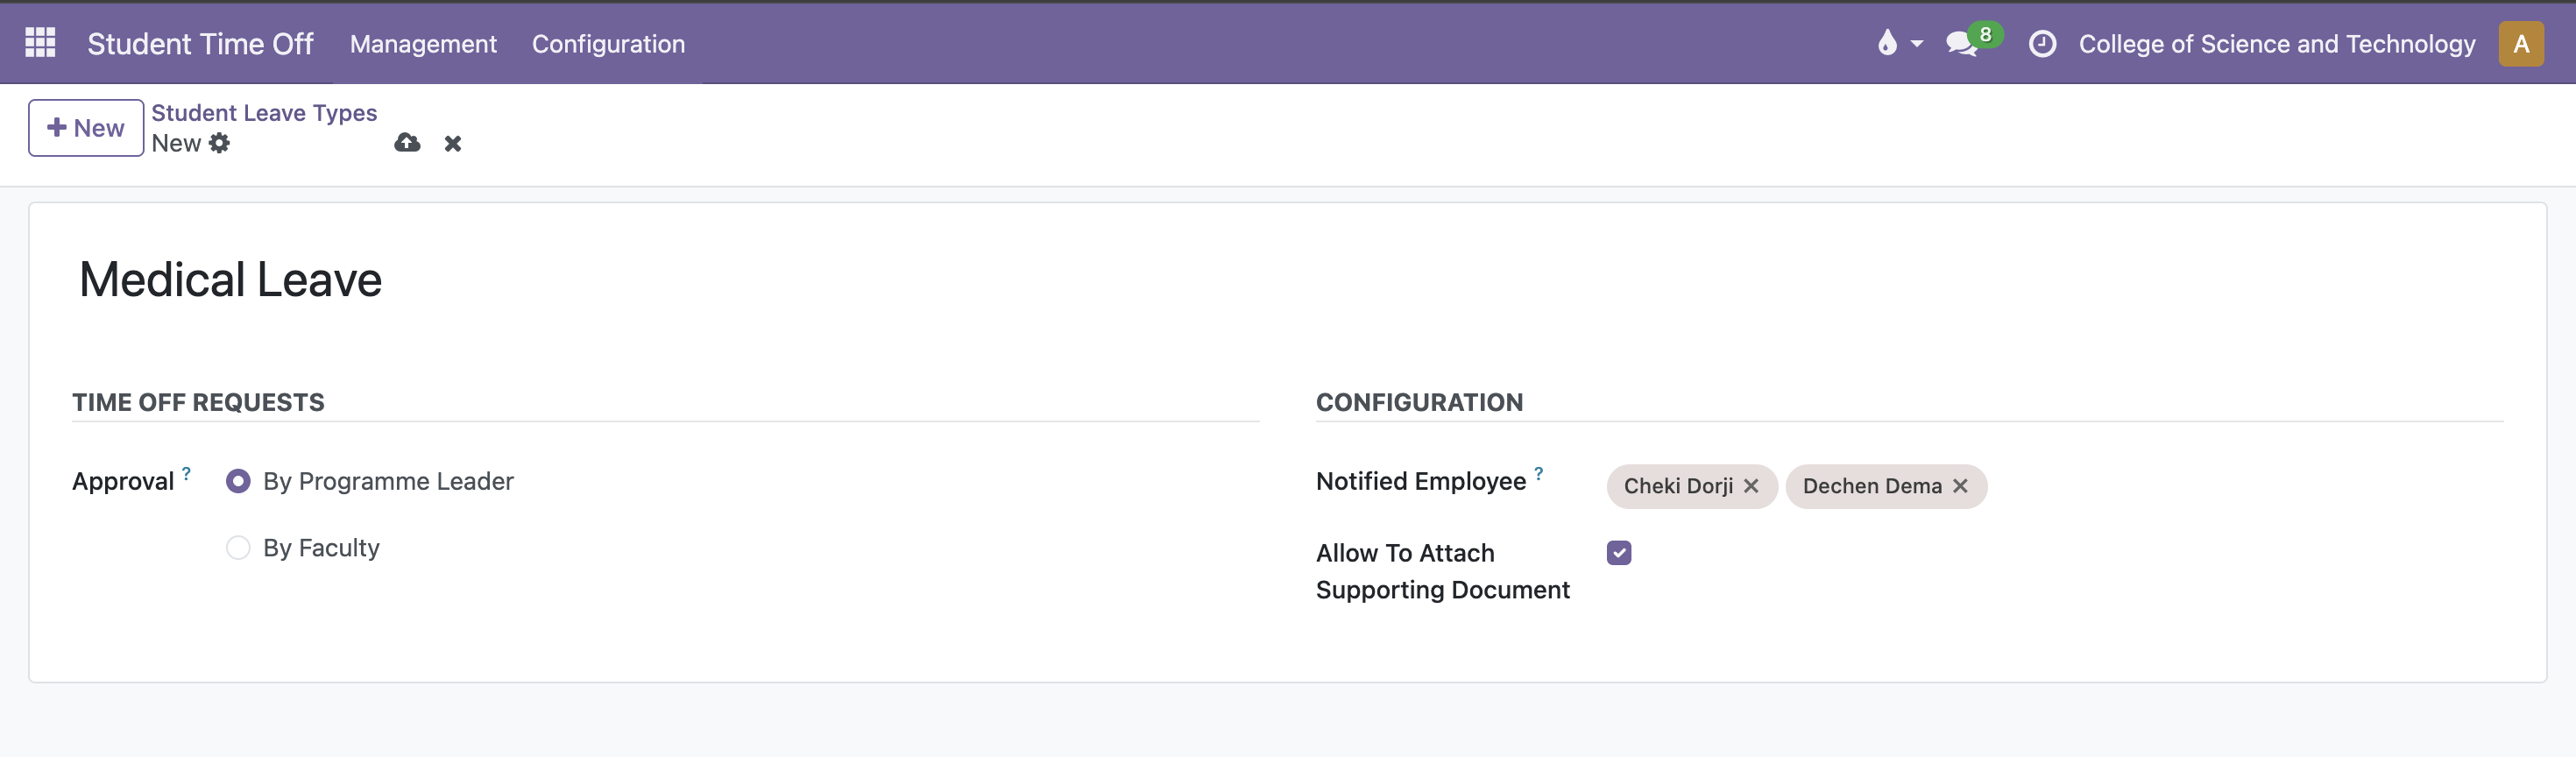 Student Time Off Management Configuration 8 College of Science and Technology A
New
Student Leave Types
New
Medical Leave
TIME OFF REQUESTS
Approval ? By Programme Leader
By Faculty
CONFIGURATION
Notified Employee ? Cheki Dorji Dechen Dema
Allow To Attach
Supporting Document